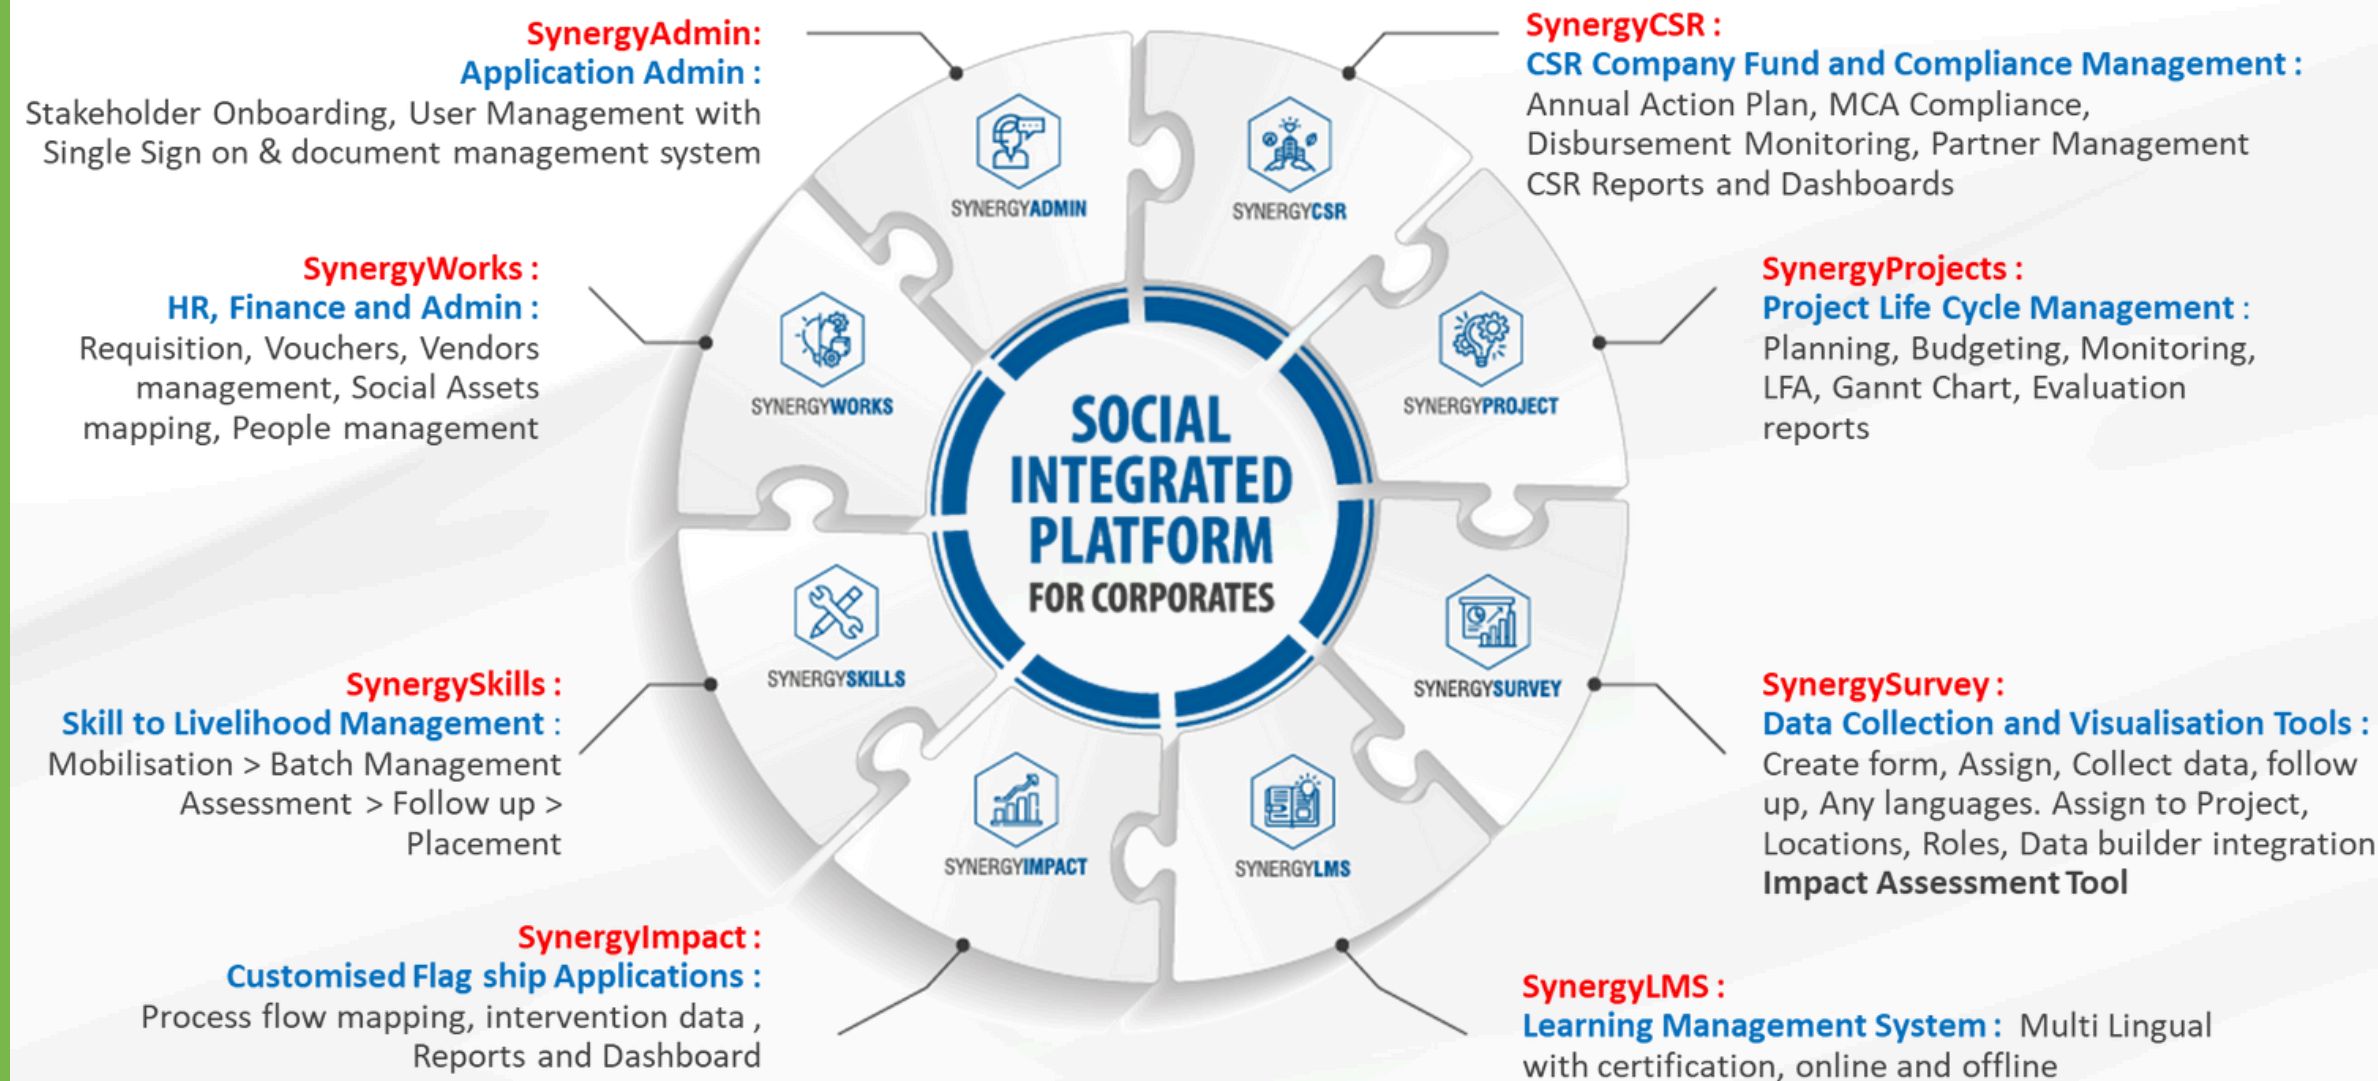 SynergyAdmin:
Application Admin :
Stakeholder Onboarding, User Management with
Single Sign on & document management system
SynergyCSR :
CSR Company Fund and Compliance Management :
Annual Action Plan, MCA Compliance,
Disbursement Monitoring, Partner Management
CSR Reports and Dashboards
SynergyWorks :
HR, Finance and Admin :
Requisition, Vouchers, Vendors
management, Social Assets
mapping, People management
SynergyProjects :
Project Life Cycle Management :
Planning, Budgeting, Monitoring,
LFA, Gannt Chart, Evaluation
reports
SYNERGYADMIN
SYNERGYCSR
SYNERGYWORKS
SYNERGYPROJECT
SOCIAL
INTEGRATED
PLATFORM
FOR CORPORATES
SYNERGYSKILLS
SYNERGYSURVEY
SYNERGYIMPACT
SYNERGYLMS
SynergySkills :
Skill to Livelihood Management :
Mobilisation > Batch Management
Assessment > Follow up >
Placement
SynergySurvey :
Data Collection and Visualisation Tools :
Create form, Assign, Collect data, follow
up, Any languages. Assign to Project,
Locations, Roles, Data builder integration
Impact Assessment Tool
SynergyImpact :
Customised Flag ship Applications :
Process flow mapping, intervention data ,
Reports and Dashboard
SynergyLMS :
Learning Management System : Multi Lingual
with certification, online and offline